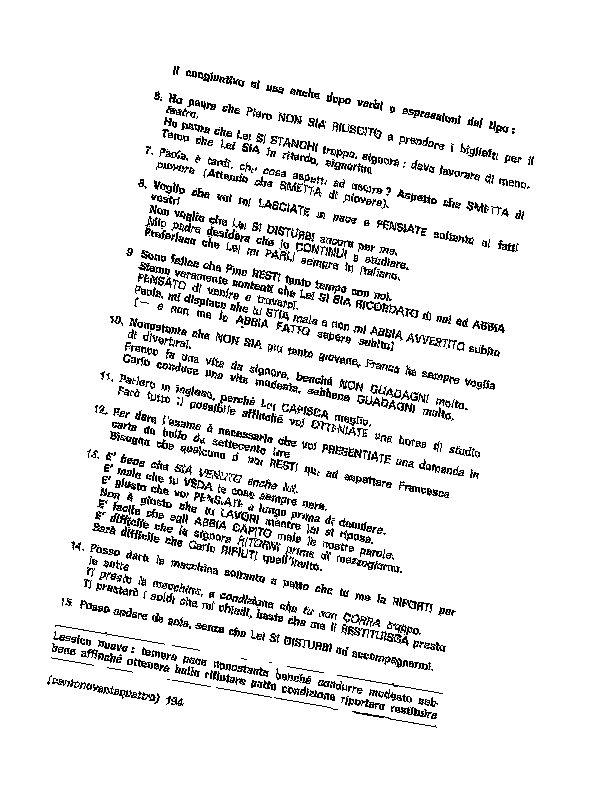 Il congiuntivo si usa anche dopo verbi o espressioni del tipo :
6. Ho paura che Piero NON SIA RIUSCITO a prendere i biglietti per il
teatro.
Ho paura che Lei SI STANCHI troppo, signora : deve lavorare di meno.
Temo che Lei SIA in ritardo, signorina
7. Paola, è tardi, che cosa aspetti ad uscire ? Aspetto che SMETTA di
piovere (Attendo che SMETTA di piovere).
8. Voglio che voi mi LASCIATE in pace e PENSIATE soltanto ai fatti
vostri
Non voglio che Lei SI DISTURBI ancora per me.
Mio padre desidera che io CONTINUI a studiare.
Preferisco che Lei mi PARLI sempre in italiano.
9 Sono felice che Pino RESTI tanto tempo con noi.
Siamo veramente contenti che Lei SI SIA RICORDATO di noi ed ABBIA
PENSATO di venire a trovarci.
Paola, mi dispiace che tu STIA male e non mi ABBIA AVVERTITO subito
(— e non me lo ABBIA FATTO sapere subito)
10. Nonostante che NON SIA più tanto giovane, Franco ha sempre voglia
di divertirsi.
Franco fa una vita da signore, benché NON GUADAGNI molto.
Carlo conduce una vita modesta, sebbene GUADAGNI molto.
11. Parlerò in inglese, perché Lei CAPISCA meglio.
Farò tutto il possibile affinché voi OTTENIATE una borsa di studio
12. Per dare l'esame è necessario che voi PRESENTIATE una domanda in
carta da bollo da settecento lire
Bisogna che qualcuno di noi RESTI qui ad aspettare Francesca
13. E' bene che SIA VENUTO anche lui.
E' male che tu VEDA le cose sempre nere.
E' giusto che voi PENSIATE a lungo prima di decidere.
Non è giusto che tu LAVORI mentre lei si riposa.
E' facile che egli ABBIA CAPITO male le nostre parole.
E' difficile che la signora RITORNI prima di mezzogiorno.
Sarà difficile che Carlo RIFIUTI quell'invito.
14. Posso darti la macchina soltanto a patto che tu me la RIPORTI per
le sette
Ti presto la macchina, a condizione che tu non CORRA troppo.
Ti presterò i soldi che mi chiedi, basta che me li RESTITUISCA presto
15. Posso andare da sola, senza che Lei SI DISTURBI ad accompagnarmi.
Lessico nuovo : temere pace nonostante benché condurre modesto seb-
bene affinché ottenere bollo rifiutare patto condizione riportare restituire
(centonovantaquattro) 194